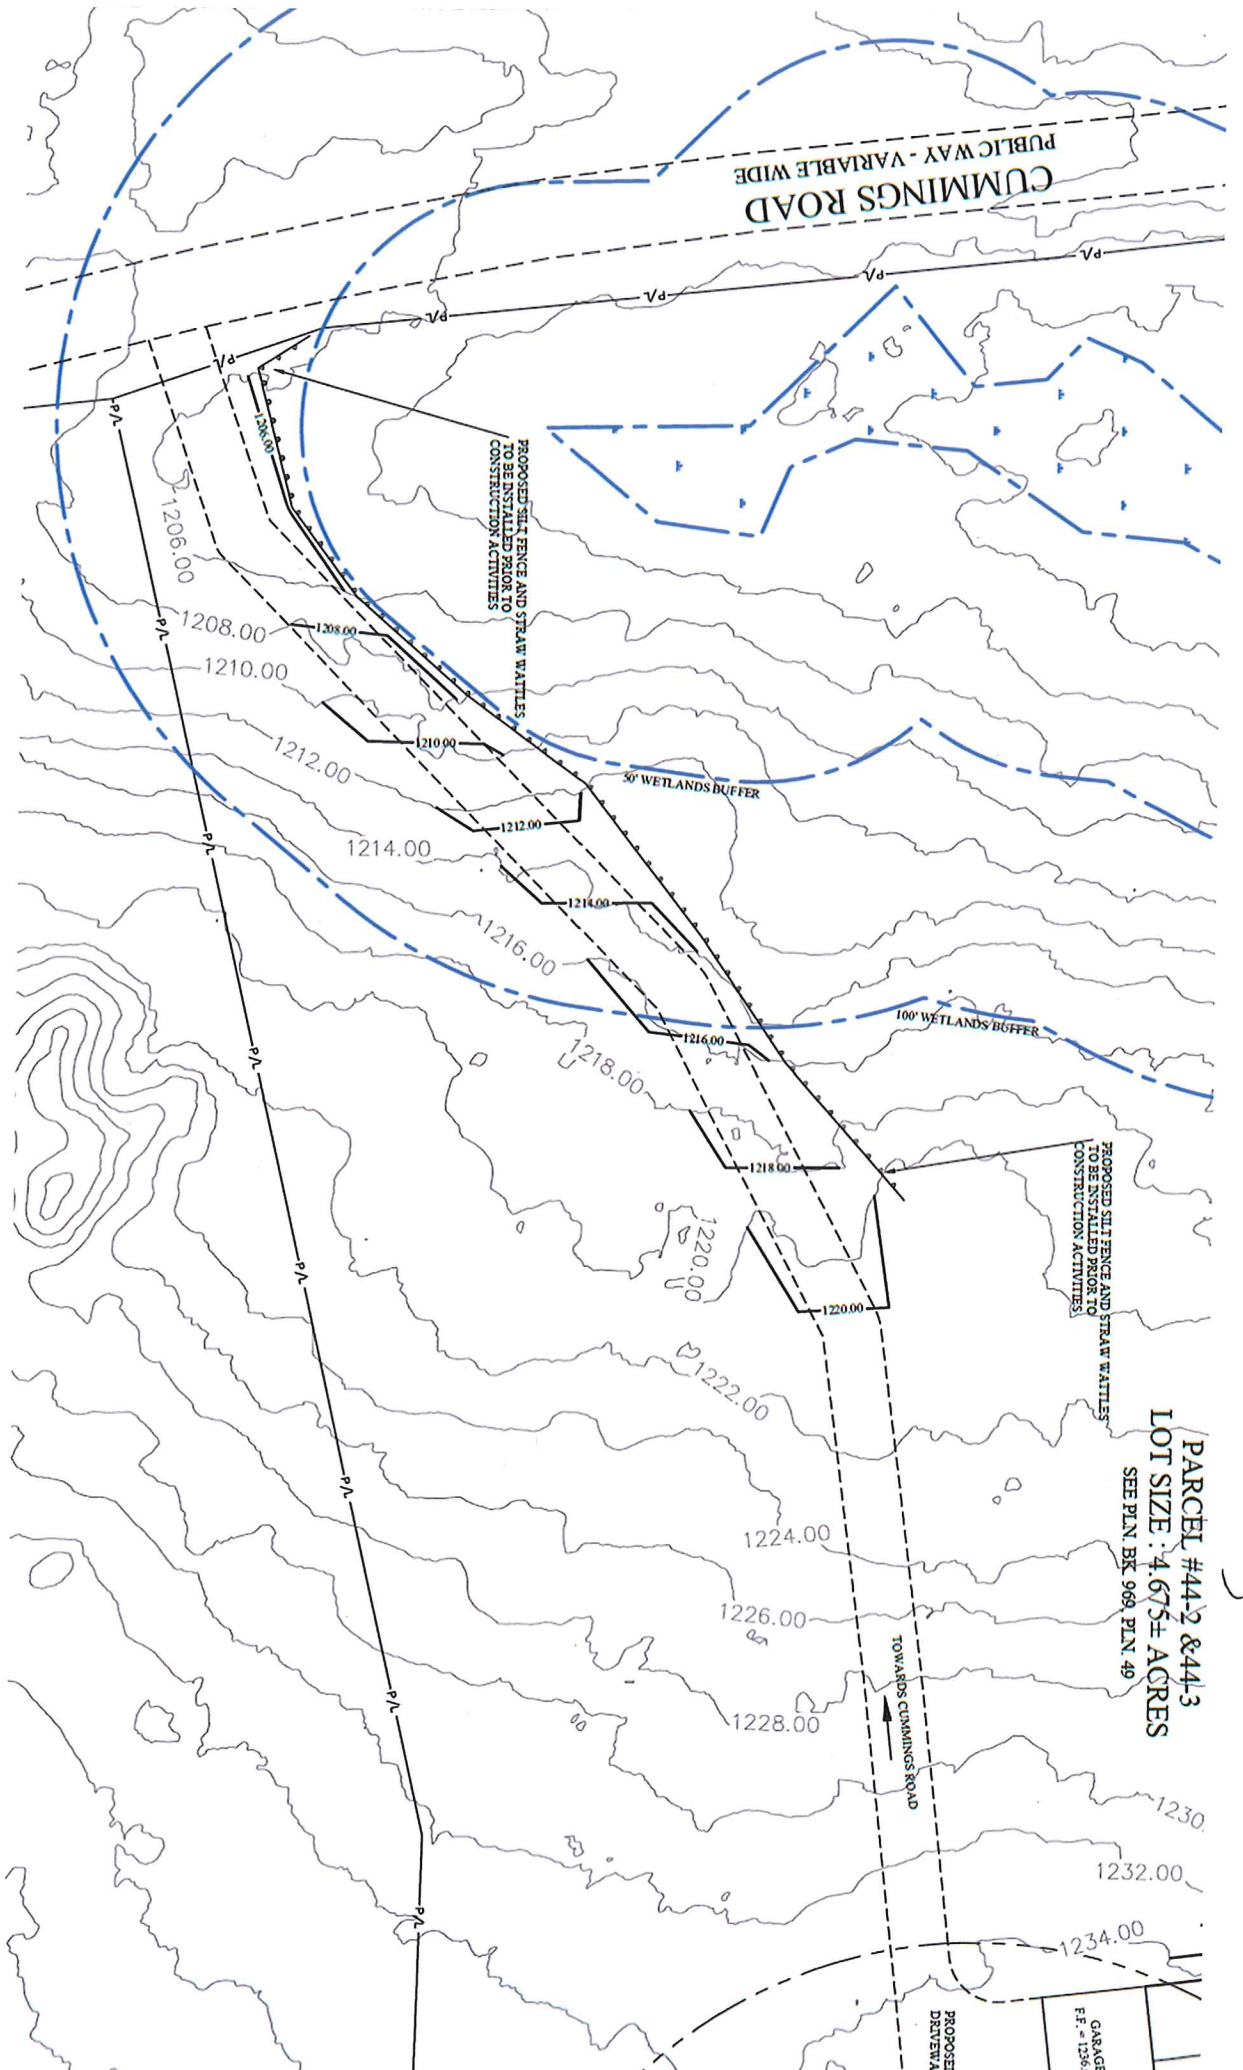 CUMMINGS ROAD
PUBLIC WAY - VARIABLE WIDE
P/L
P/L
P/L
P/L
P/L
P/L
P/L
P/L
P/L
P/L
P/L
P/L
P/L
1206.00
1206.00
PROPOSED SILT FENCE AND STRAW WATTLES
TO BE INSTALLED PRIOR TO
CONSTRUCTION ACTIVITIES
1208.00
1208.00
1210.00
1210.00
1212.00
50' WETLANDS BUFFER
1212.00
1214.00
1214.00
1216.00
100' WETLANDS BUFFER
1216.00
1218.00
1218.00
PROPOSED SILT FENCE AND STRAW WATTLES
TO BE INSTALLED PRIOR TO
CONSTRUCTION ACTIVITIES
1220.00
1220.00
1222.00
PARCEL #44-2 &44-3
LOT SIZE : 4.675± ACRES
SEE PLN. BK 969, PLN. 49
1224.00
1226.00
TOWARDS CUMMINGS ROAD
1228.00
1230.
1232.00
1234.00
GARAGE
F.F. = 1236.